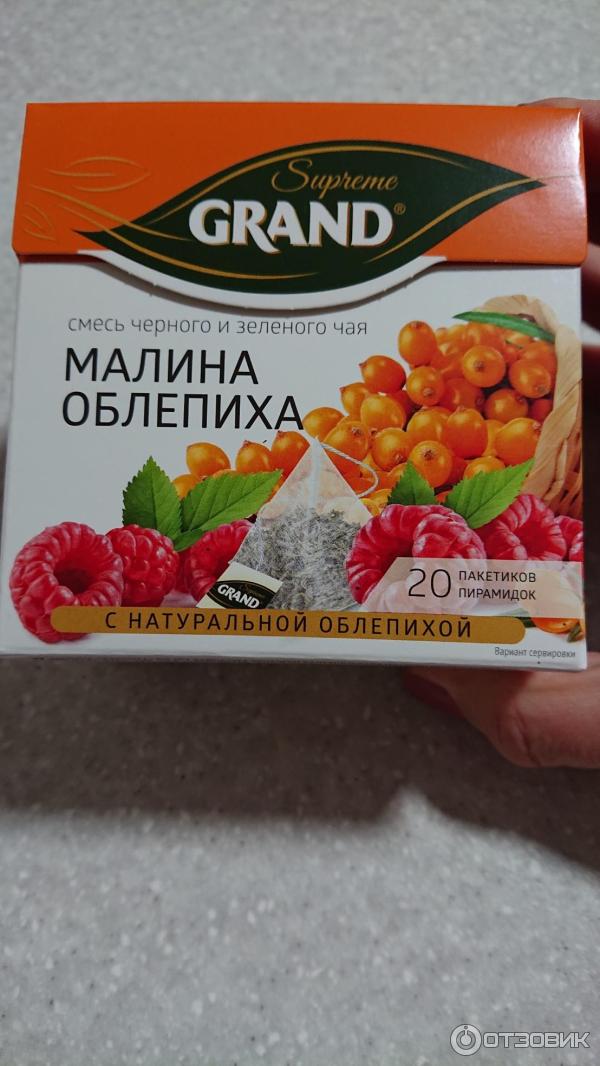 Supreme
GRAND®
смесь черного и зеленого чая
МАЛИНА
ОБЛЕПИХА
GRAND
20 ПАКЕТИКОВ
ПИРАМИДОК
С НАТУРАЛЬНОЙ ОБЛЕПИХОЙ
Вариант сервировки
ОТЗОВИК